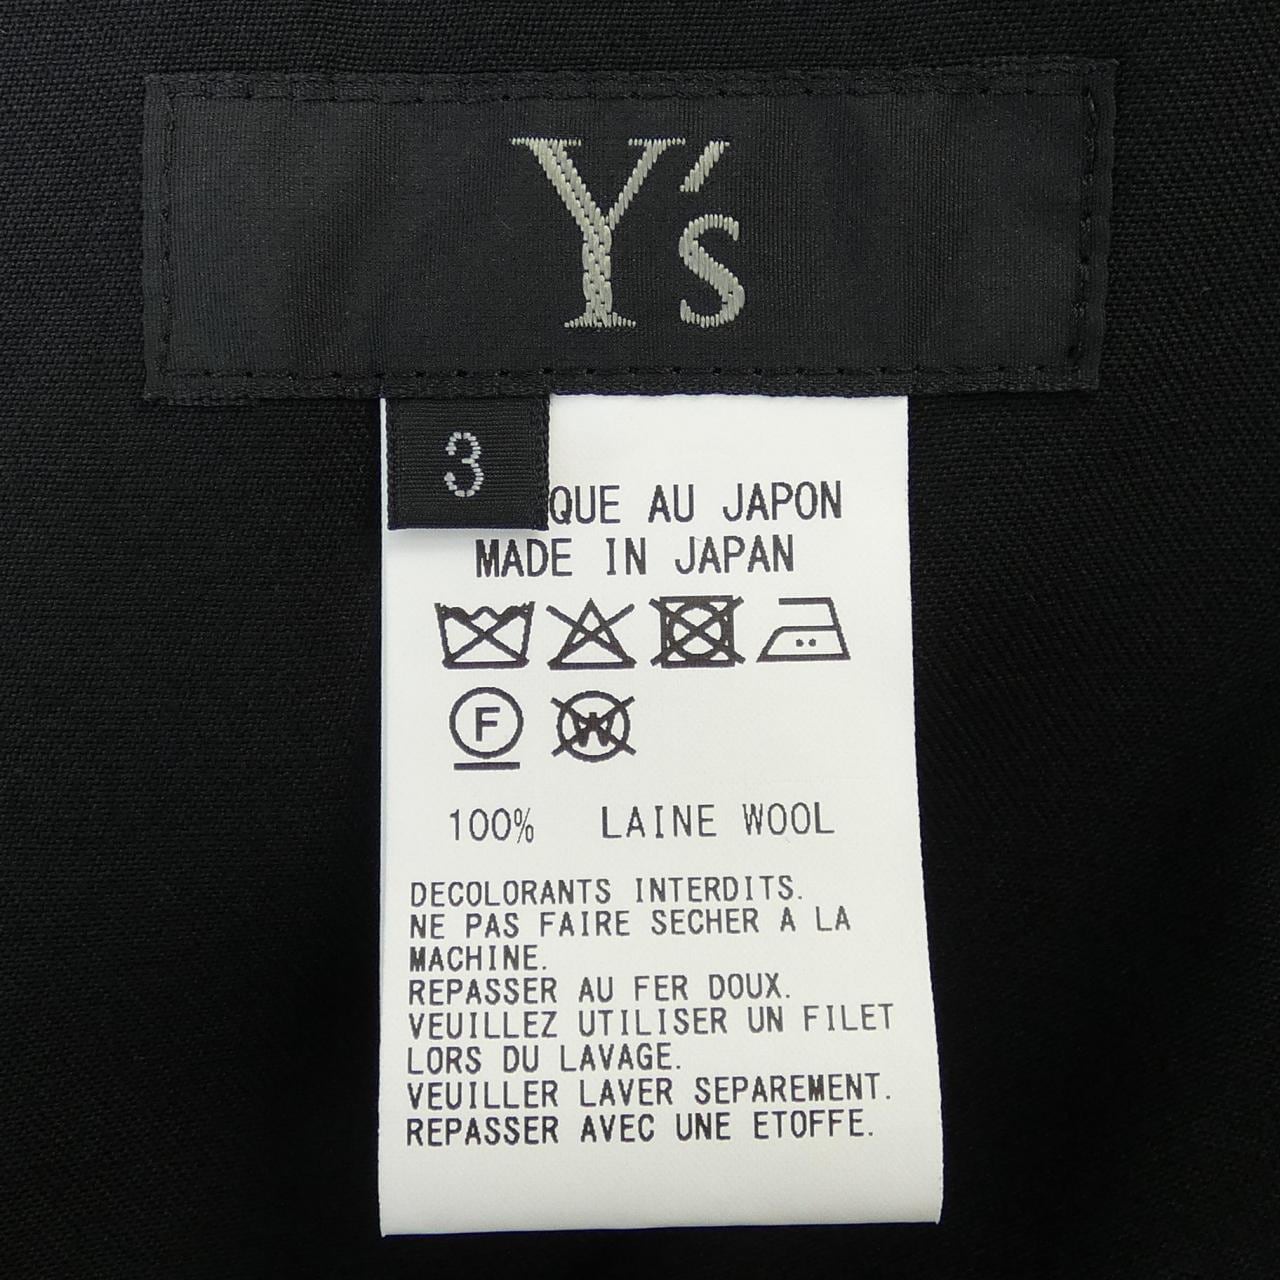 Y's
3
QUE AU JAPON
MADE IN JAPAN
F
W
100% LAINE WOOL
DECOLORANTS INTERDITS.
NE PAS FAIRE SECHER A LA
MACHINE.
REPASSER AU FER DOUX.
VEUILLEZ UTILISER UN FILET
LORS DU LAVAGE.
VEUILLER LAVER SEPAREMENT.
REPASSER AVEC UNE ETOFFE.